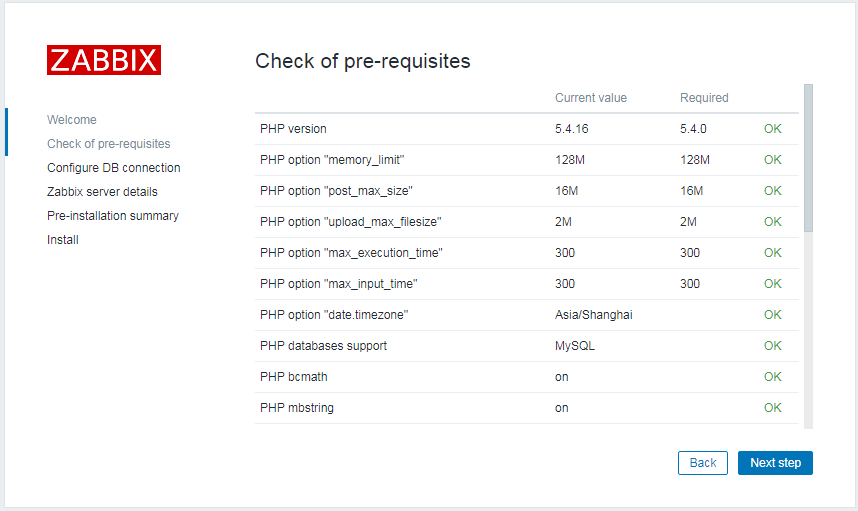 ZABBIX
Welcome
Check of pre-requisites
Configure DB connection
Zabbix server details
Pre-installation summary
Install
Check of pre-requisites
Current value Required
PHP version 5.4.16 5.4.0 OK
PHP option "memory_limit" 128M 128M OK
PHP option "post_max_size" 16M 16M OK
PHP option "upload_max_filesize" 2M 2M OK
PHP option "max_execution_time" 300 300 OK
PHP option "max_input_time" 300 300 OK
PHP option "date.timezone" Asia/Shanghai OK
PHP databases support MySQL OK
PHP bcmath on OK
PHP mbstring on OK
Back Next step